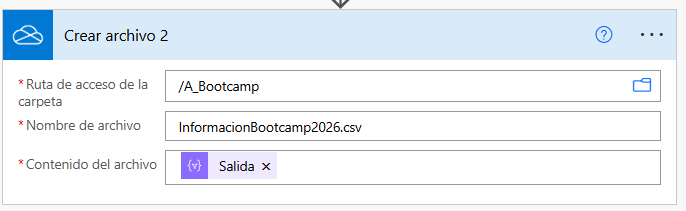 Crear archivo 2
* Ruta de acceso de la
carpeta
/A_Bootcamp
* Nombre de archivo
InformacionBootcamp2026.csv
* Contenido del archivo
{v} Salida ×